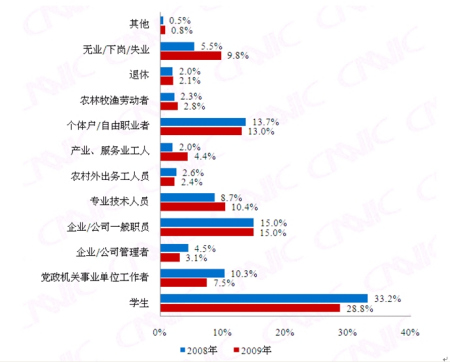 其他
0.5%
0.8%
无业/下岗/失业
5.5%
9.8%
退休
2.0%
2.1%
农林牧渔劳动者
2.3%
2.8%
个体户/自由职业者
13.7%
13.0%
产业、服务业工人
2.0%
4.4%
农村外出务工人员
2.6%
2.4%
专业技术人员
8.7%
10.4%
企业/公司一般职员
15.0%
15.0%
企业/公司管理者
4.5%
3.1%
党政机关事业单位工作者
10.3%
7.5%
学生
33.2%
28.8%
0% 10% 20% 30% 40%
2008年 2009年
CNNIC